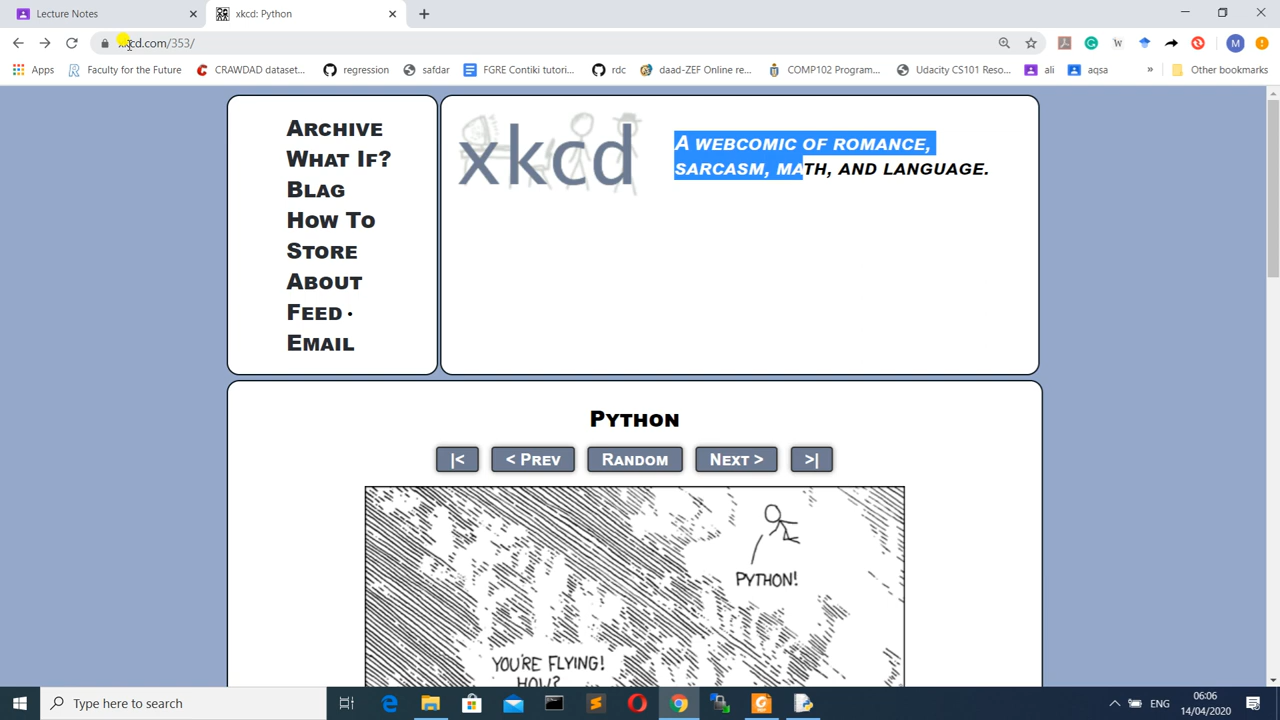 Lecture Notes
xkcd: Python
xkcd.com/353/
Apps
Faculty for the Future
CRAWDAD dataset...
regression
safdar
FGRE Contiki tutori...
rdc
daad-ZEF Online re...
COMP102 Program...
Udacity CS101 Reso...
ali
aqsa
»
Other bookmarks
M
ARCHIVE
WHAT IF?
BLAG
HOW TO
STORE
ABOUT
FEED •
EMAIL
xkcd
A WEBCOMIC OF ROMANCE,
SARCASM, MATH, AND LANGUAGE.
PYTHON
|<
< PREV
RANDOM
NEXT >
>|
PYTHON!
YOU'RE FLYING!
HOW?
Type here to search
ENG
06:06
14/04/2020